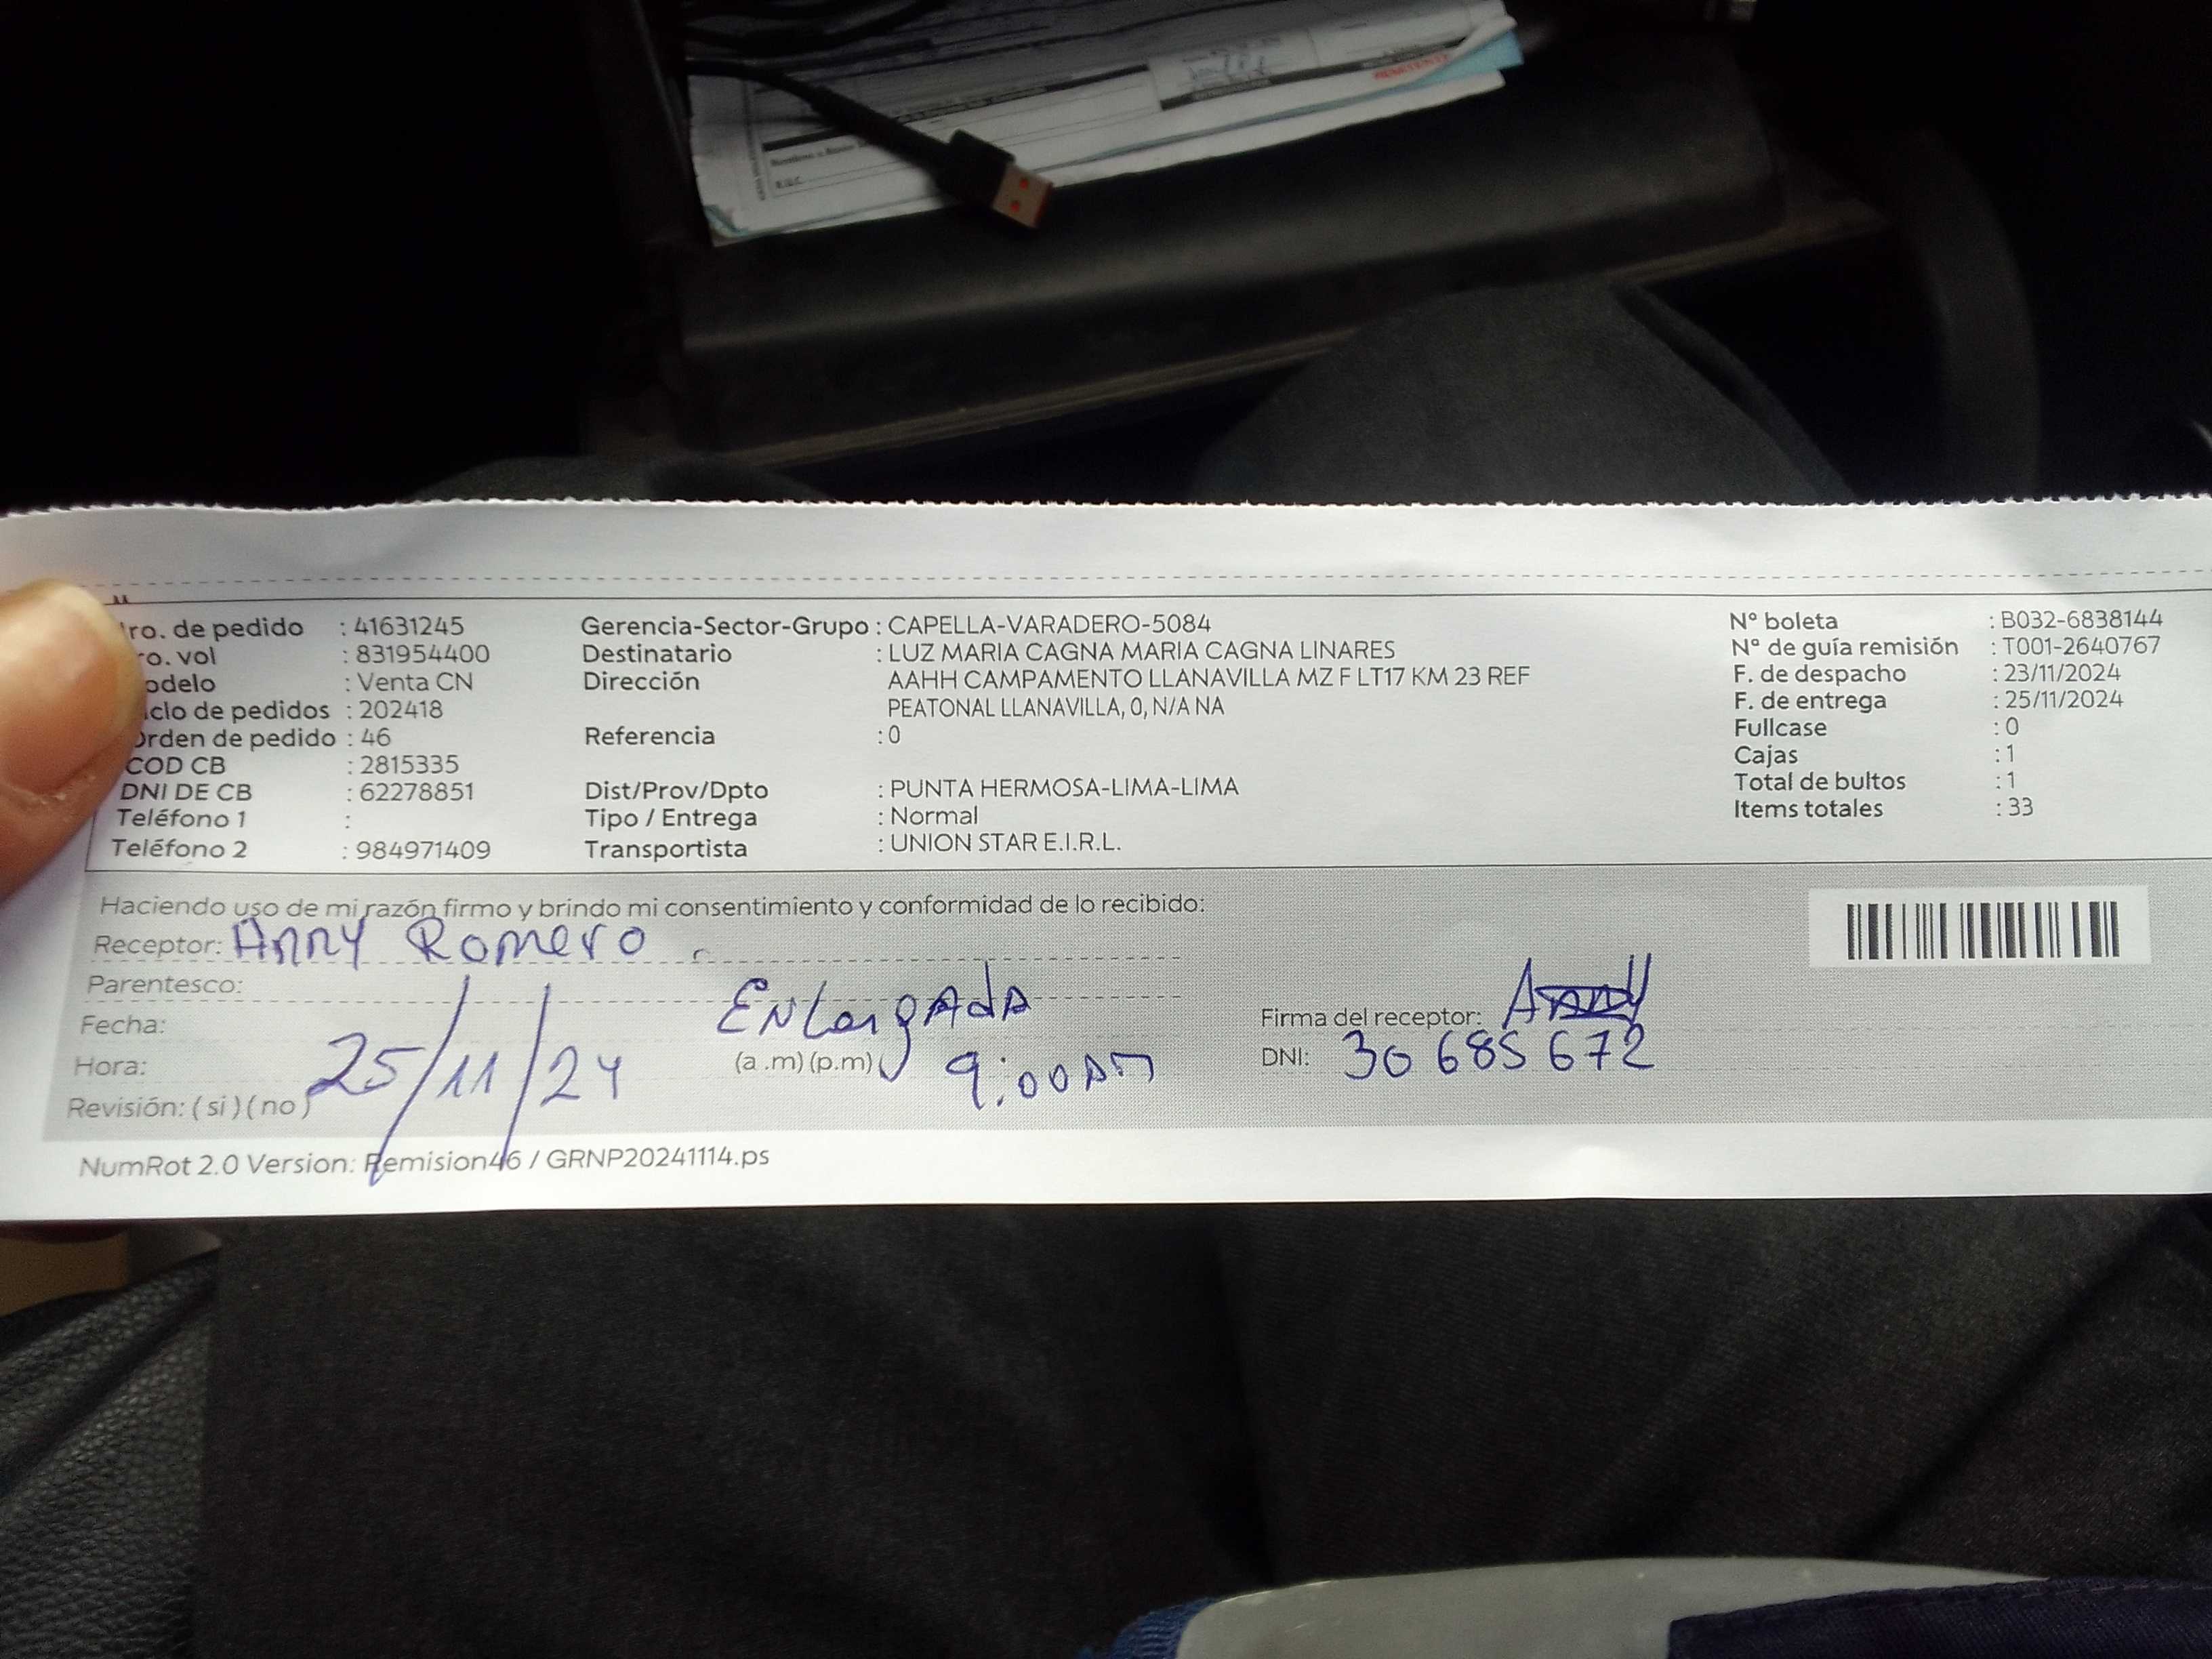 R.U.C.
ro. de pedido : 41631245
ro. vol : 831954400
odelo : Venta CN
clo de pedidos : 202418
Orden de pedido : 46
COD CB : 2815335
DNI DE CB : 62278851
Teléfono 1 :
Teléfono 2 : 984971409
Gerencia-Sector-Grupo : CAPELLA-VARADERO-5084
Destinatario : LUZ MARIA CAGNA MARIA CAGNA LINARES
Dirección AAHH CAMPAMENTO LLANAVILLA MZ F LT17 KM 23 REF
PEATONAL LLANAVILLA, 0, N/A NA
Referencia : 0
Dist/Prov/Dpto : PUNTA HERMOSA-LIMA-LIMA
Tipo / Entrega : Normal
Transportista : UNION STAR E.I.R.L.
N° boleta : B032-6838144
N° de guía remisión : T001-2640767
F. de despacho : 23/11/2024
F. de entrega : 25/11/2024
Fullcase : 0
Cajas : 1
Total de bultos : 1
Items totales : 33
Haciendo uso de mi razón firmo y brindo mi consentimiento y conformidad de lo recibido:
Receptor: Anny Romero
Parentesco: Encargada
Fecha: 25/11/24
Hora: (a .m) (p.m) 9:00 AM
Revisión: ( si ) ( no )
Firma del receptor:
DNI: 30 685 672
NumRot 2.0 Version: Remision46 / GRNP20241114.ps